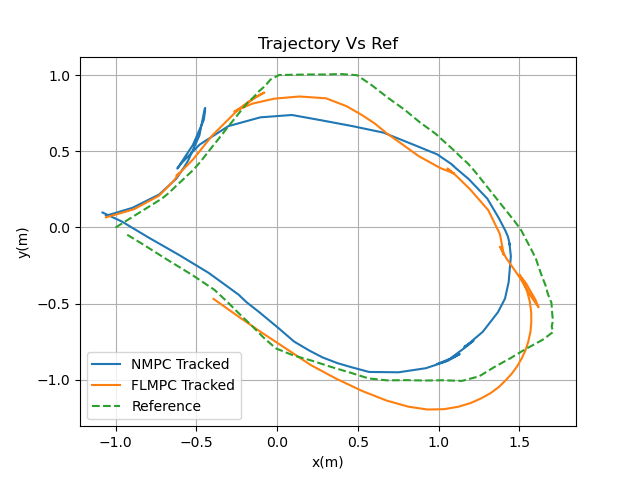 Trajectory Vs Ref
1.0
0.5
0.0
−0.5
−1.0
y(m)
NMPC Tracked
FLMPC Tracked
Reference
−1.0 −0.5 0.0 0.5 1.0 1.5
x(m)